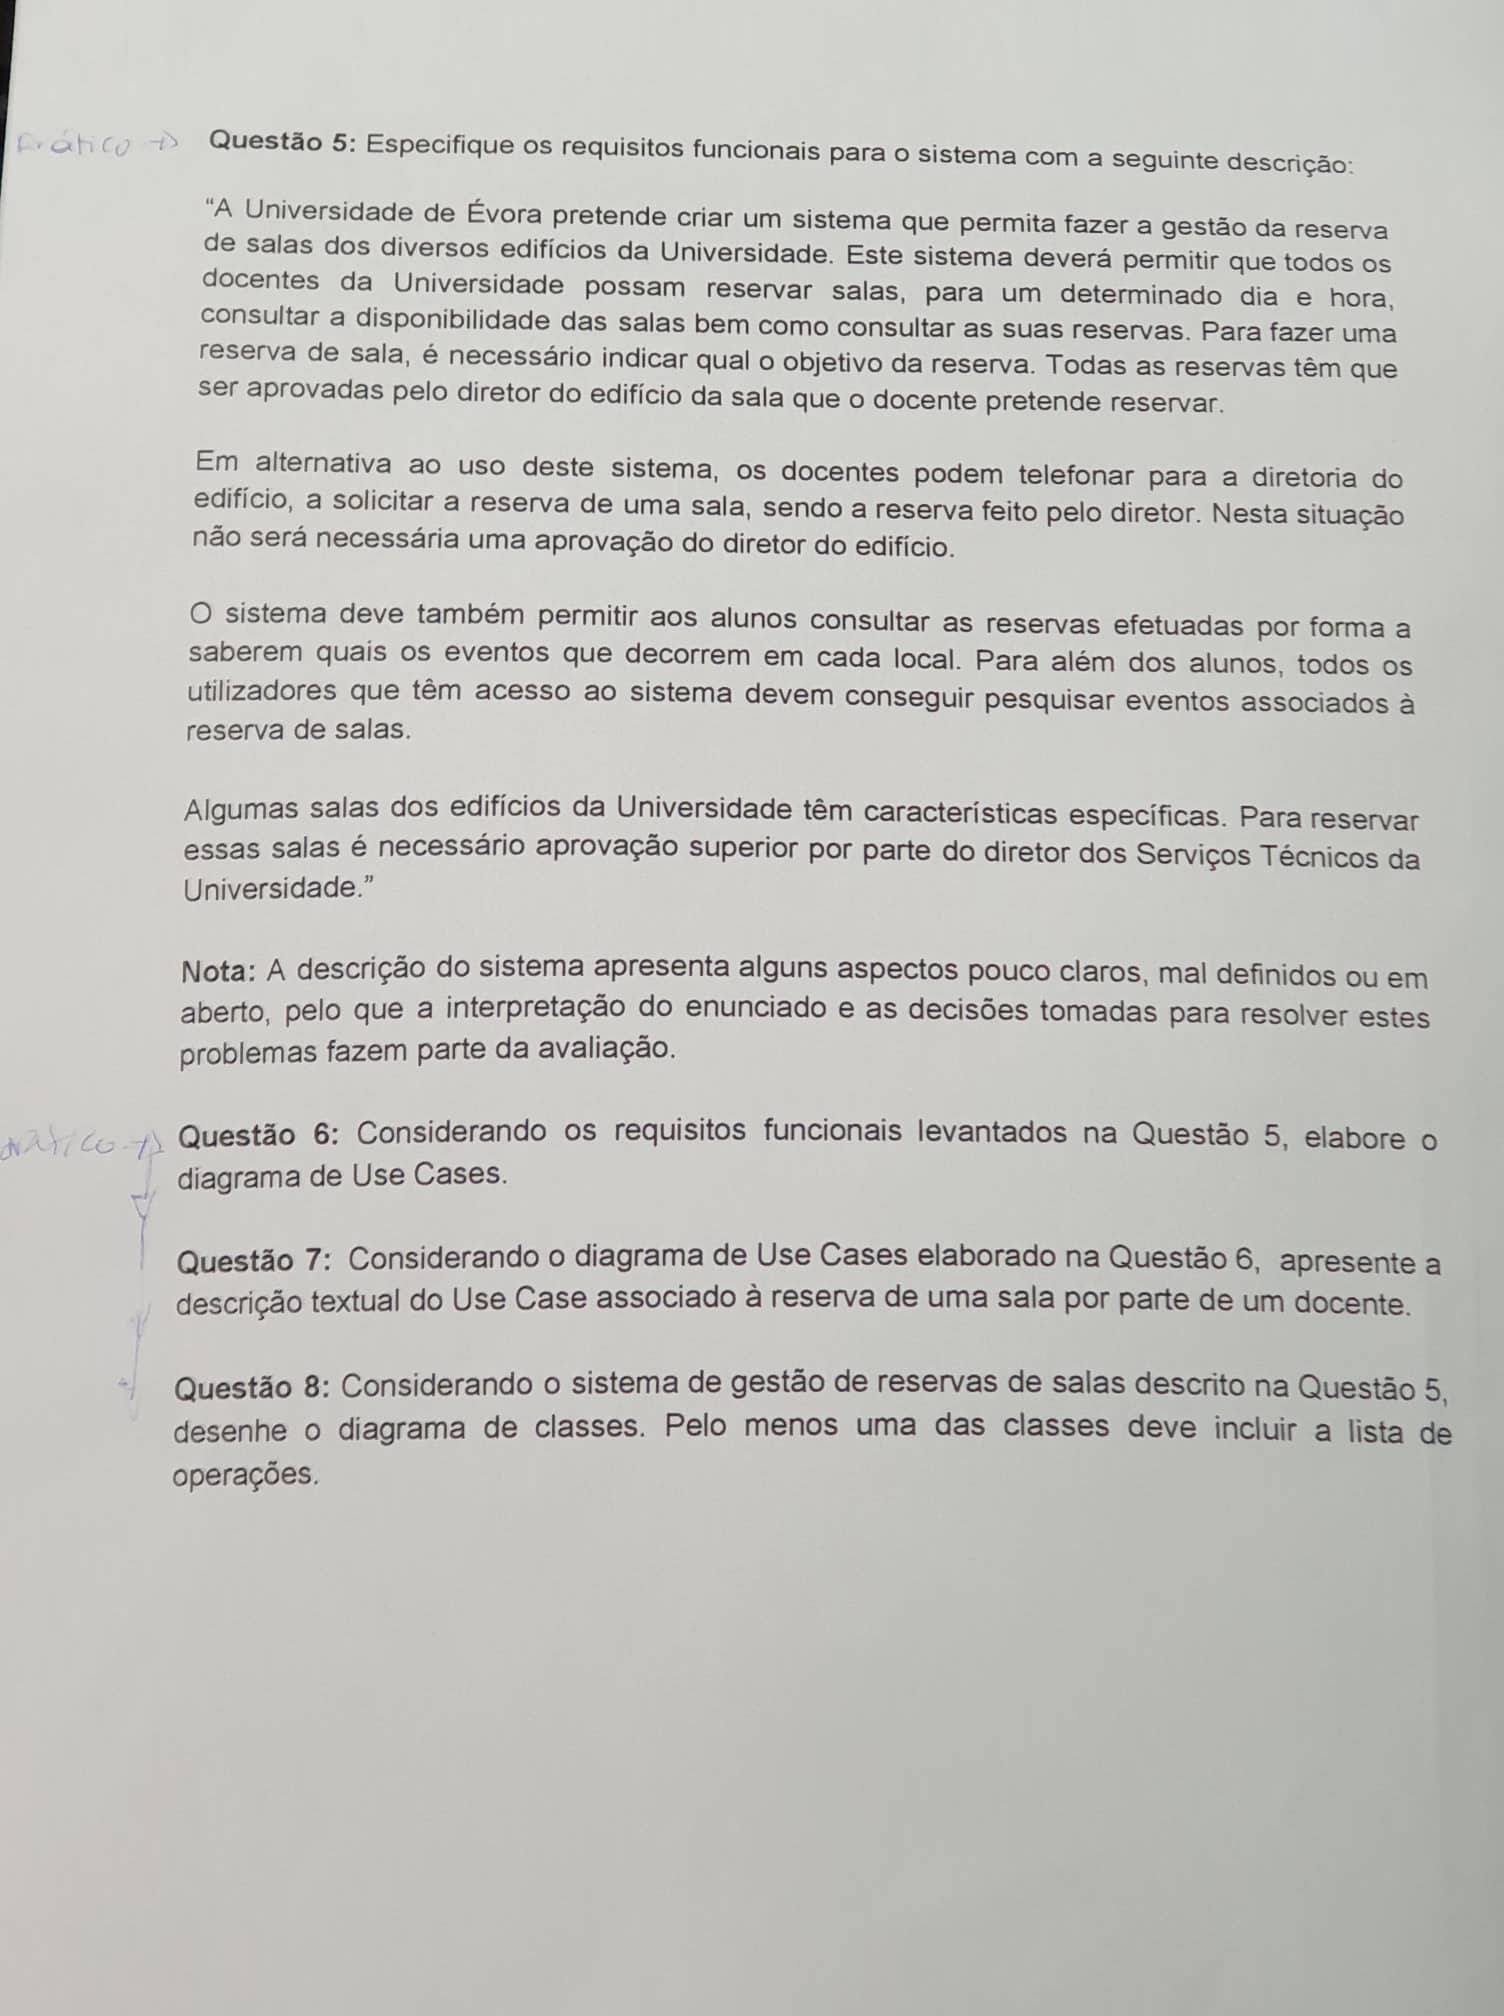 Prático → Questão 5: Especifique os requisitos funcionais para o sistema com a seguinte descrição:
“A Universidade de Évora pretende criar um sistema que permita fazer a gestão da reserva
de salas dos diversos edifícios da Universidade. Este sistema deverá permitir que todos os
docentes da Universidade possam reservar salas, para um determinado dia e hora,
consultar a disponibilidade das salas bem como consultar as suas reservas. Para fazer uma
reserva de sala, é necessário indicar qual o objetivo da reserva. Todas as reservas têm que
ser aprovadas pelo diretor do edifício da sala que o docente pretende reservar.
Em alternativa ao uso deste sistema, os docentes podem telefonar para a diretoria do
edifício, a solicitar a reserva de uma sala, sendo a reserva feito pelo diretor. Nesta situação
não será necessária uma aprovação do diretor do edifício.
O sistema deve também permitir aos alunos consultar as reservas efetuadas por forma a
saberem quais os eventos que decorrem em cada local. Para além dos alunos, todos os
utilizadores que têm acesso ao sistema devem conseguir pesquisar eventos associados à
reserva de salas.
Algumas salas dos edifícios da Universidade têm características específicas. Para reservar
essas salas é necessário aprovação superior por parte do diretor dos Serviços Técnicos da
Universidade.”
Nota: A descrição do sistema apresenta alguns aspectos pouco claros, mal definidos ou em
aberto, pelo que a interpretação do enunciado e as decisões tomadas para resolver estes
problemas fazem parte da avaliação.
rático → Questão 6: Considerando os requisitos funcionais levantados na Questão 5, elabore o
diagrama de Use Cases.
Questão 7: Considerando o diagrama de Use Cases elaborado na Questão 6, apresente a
descrição textual do Use Case associado à reserva de uma sala por parte de um docente.
Questão 8: Considerando o sistema de gestão de reservas de salas descrito na Questão 5,
desenhe o diagrama de classes. Pelo menos uma das classes deve incluir a lista de
operações.